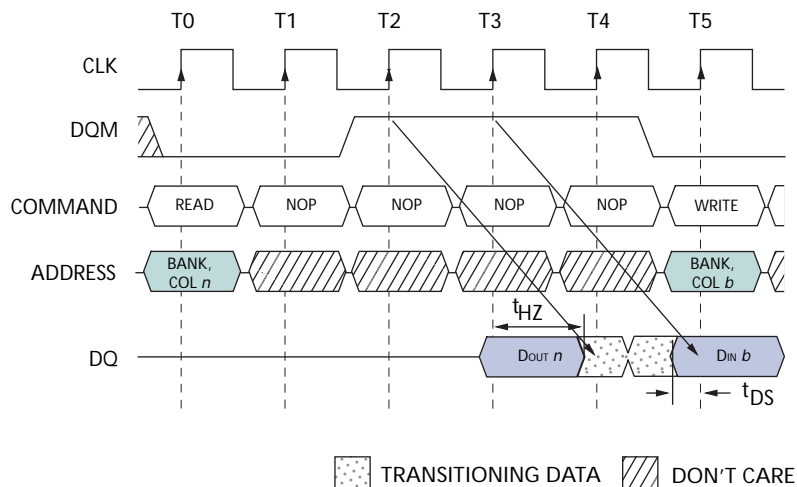 T0 T1 T2 T3 T4 T5
CLK
DQM
COMMAND READ NOP NOP NOP NOP WRITE
ADDRESS BANK, COL n BANK, COL b
tHZ
DQ DOUT n DIN b
tDS
TRANSITIONING DATA DON'T CARE